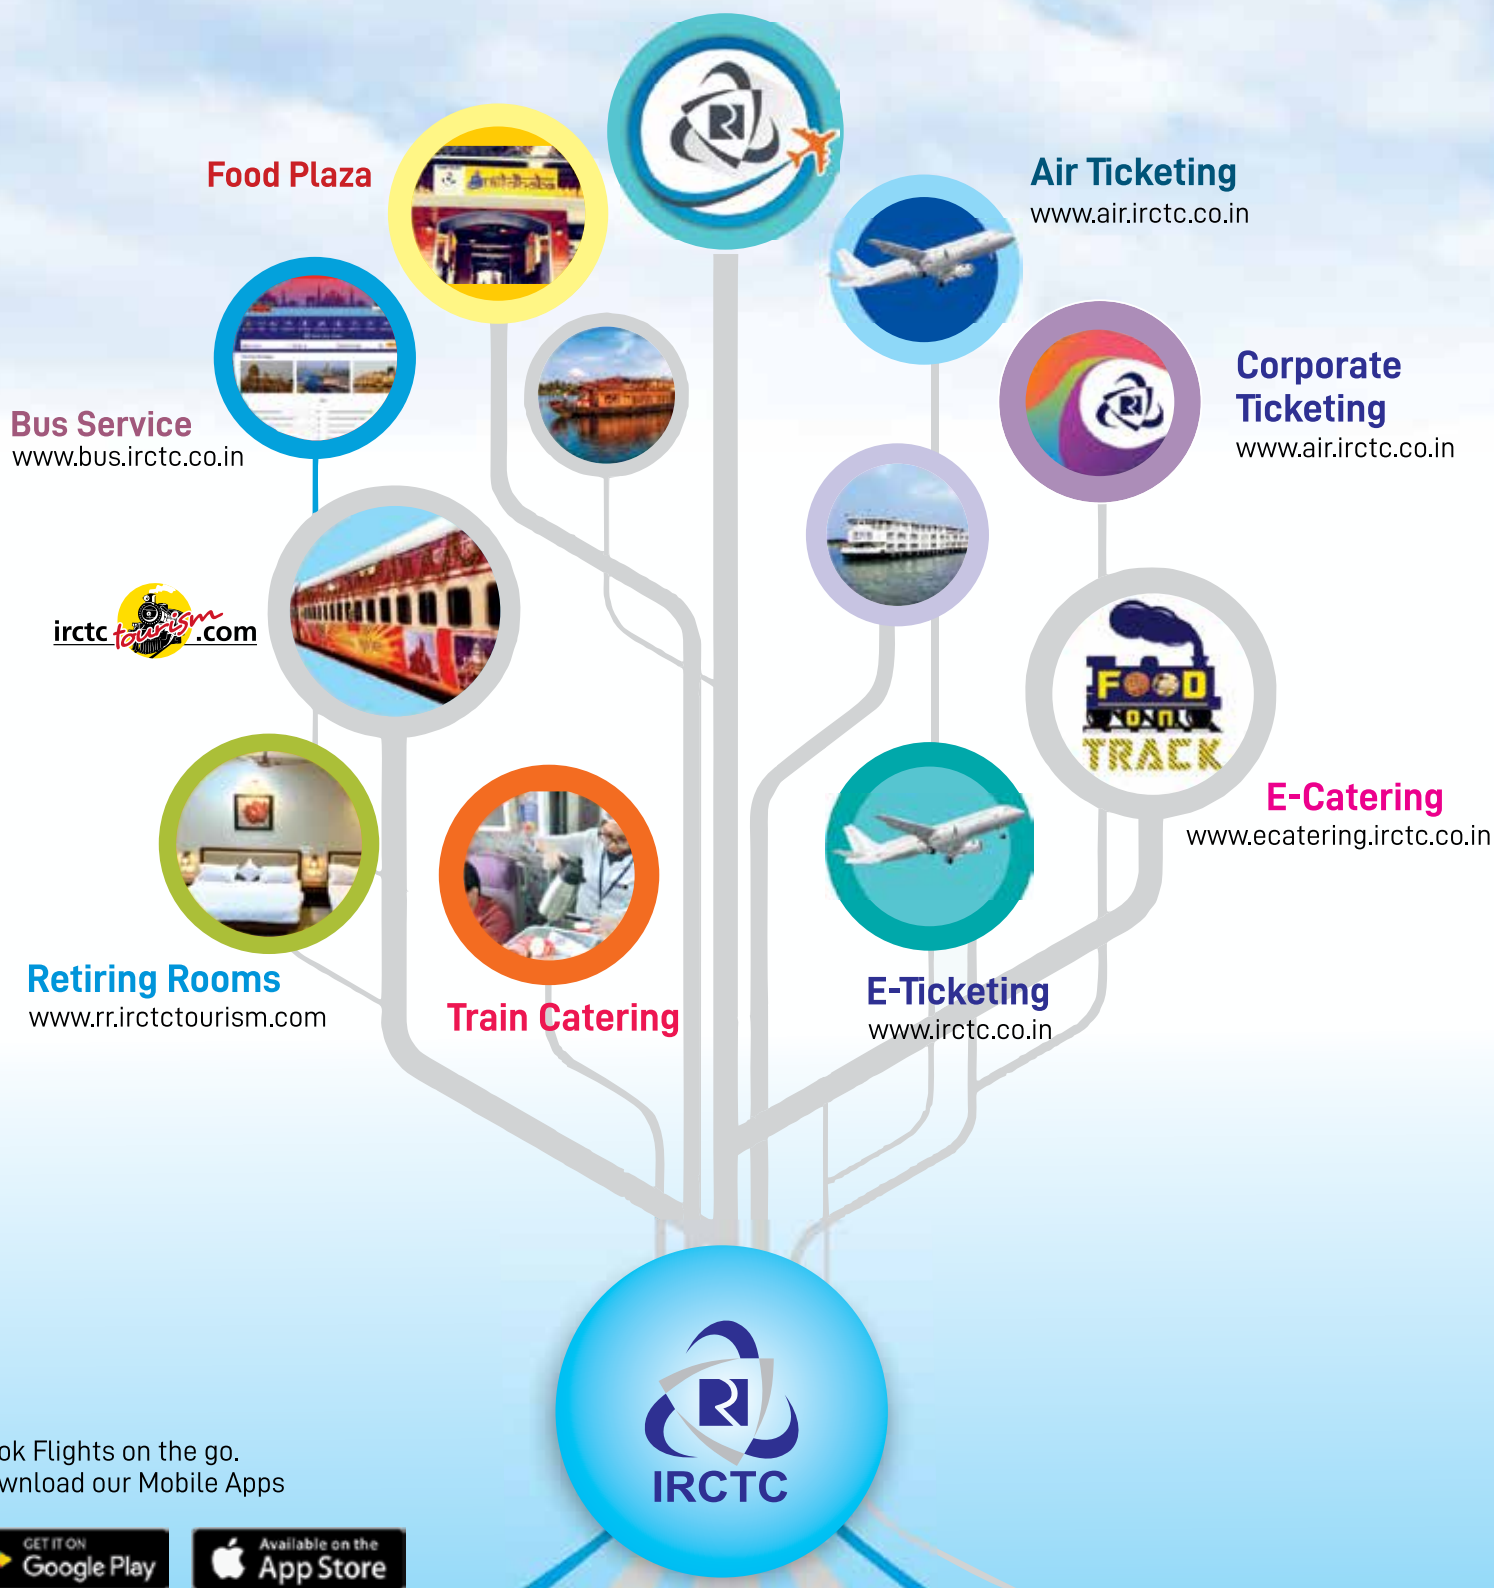 Food Plaza
Air Ticketing
www.air.irctc.co.in
Corporate
Ticketing
www.air.irctc.co.in
Bus Service
www.bus.irctc.co.in
irctc tourism .com
FOOD
ON
TRACK
E-Catering
www.ecatering.irctc.co.in
Retiring Rooms
www.rr.irctctourism.com
Train Catering
E-Ticketing
www.irctc.co.in
IRCTC
ok Flights on the go.
wnload our Mobile Apps
GET IT ON
Google Play
Available on the
App Store